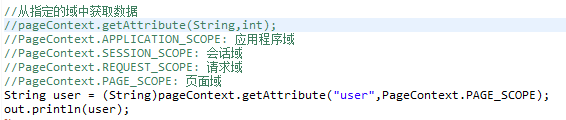 //从指定的域中获取数据
//pageContext.getAttribute(String,int);
//PageContext.APPLICATION_SCOPE: 应用程序域
//PageContext.SESSION_SCOPE: 会话域
//PageContext.REQUEST_SCOPE: 请求域
//PageContext.PAGE_SCOPE: 页面域
String user = (String)pageContext.getAttribute("user",PageContext.PAGE_SCOPE);
out.println(user);